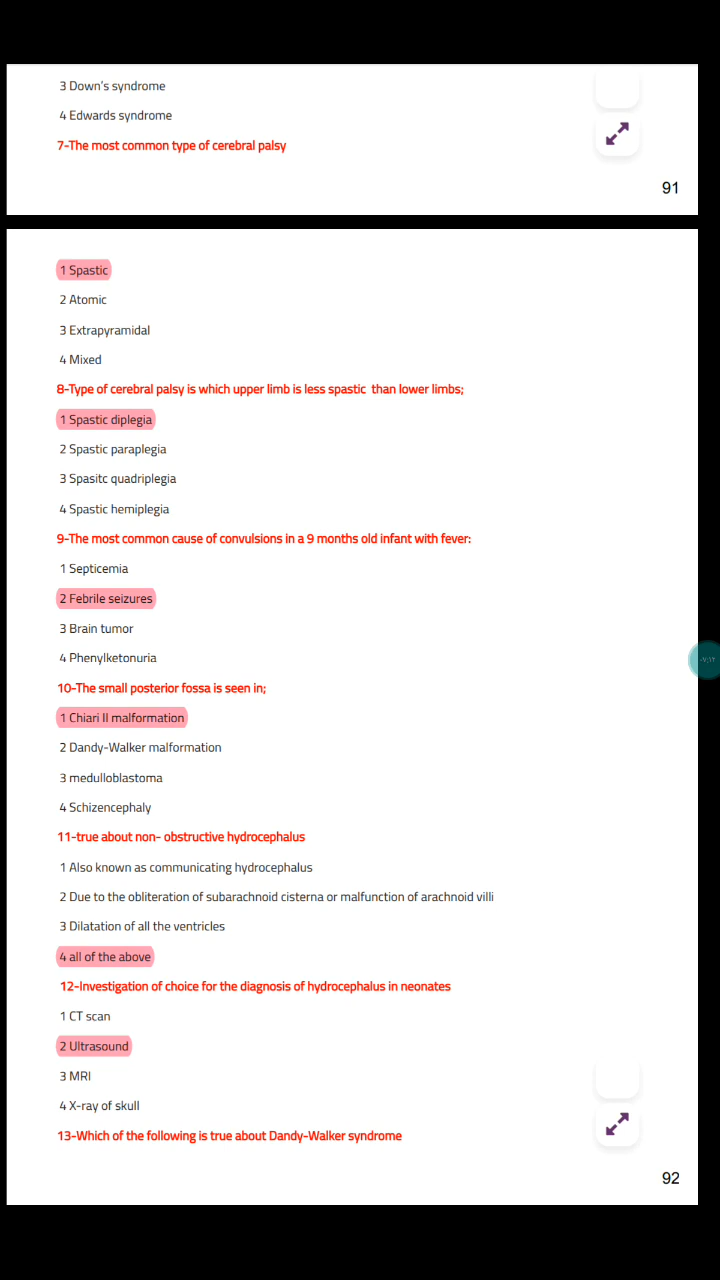 3 Down's syndrome
4 Edwards syndrome
7-The most common type of cerebral palsy
91
1 Spastic
2 Atomic
3 Extrapyramidal
4 Mixed
8-Type of cerebral palsy is which upper limb is less spastic than lower limbs;
1 Spastic diplegia
2 Spastic paraplegia
3 Spasitc quadriplegia
4 Spastic hemiplegia
9-The most common cause of convulsions in a 9 months old infant with fever:
1 Septicemia
2 Febrile seizures
3 Brain tumor
4 Phenylketonuria
10-The small posterior fossa is seen in;
1 Chiari II malformation
2 Dandy-Walker malformation
3 medulloblastoma
4 Schizencephaly
11-true about non- obstructive hydrocephalus
1 Also known as communicating hydrocephalus
2 Due to the obliteration of subarachnoid cisterna or malfunction of arachnoid villi
3 Dilatation of all the ventricles
4 all of the above
12-Investigation of choice for the diagnosis of hydrocephalus in neonates
1 CT scan
2 Ultrasound
3 MRI
4 X-ray of skull
13-Which of the following is true about Dandy-Walker syndrome
92